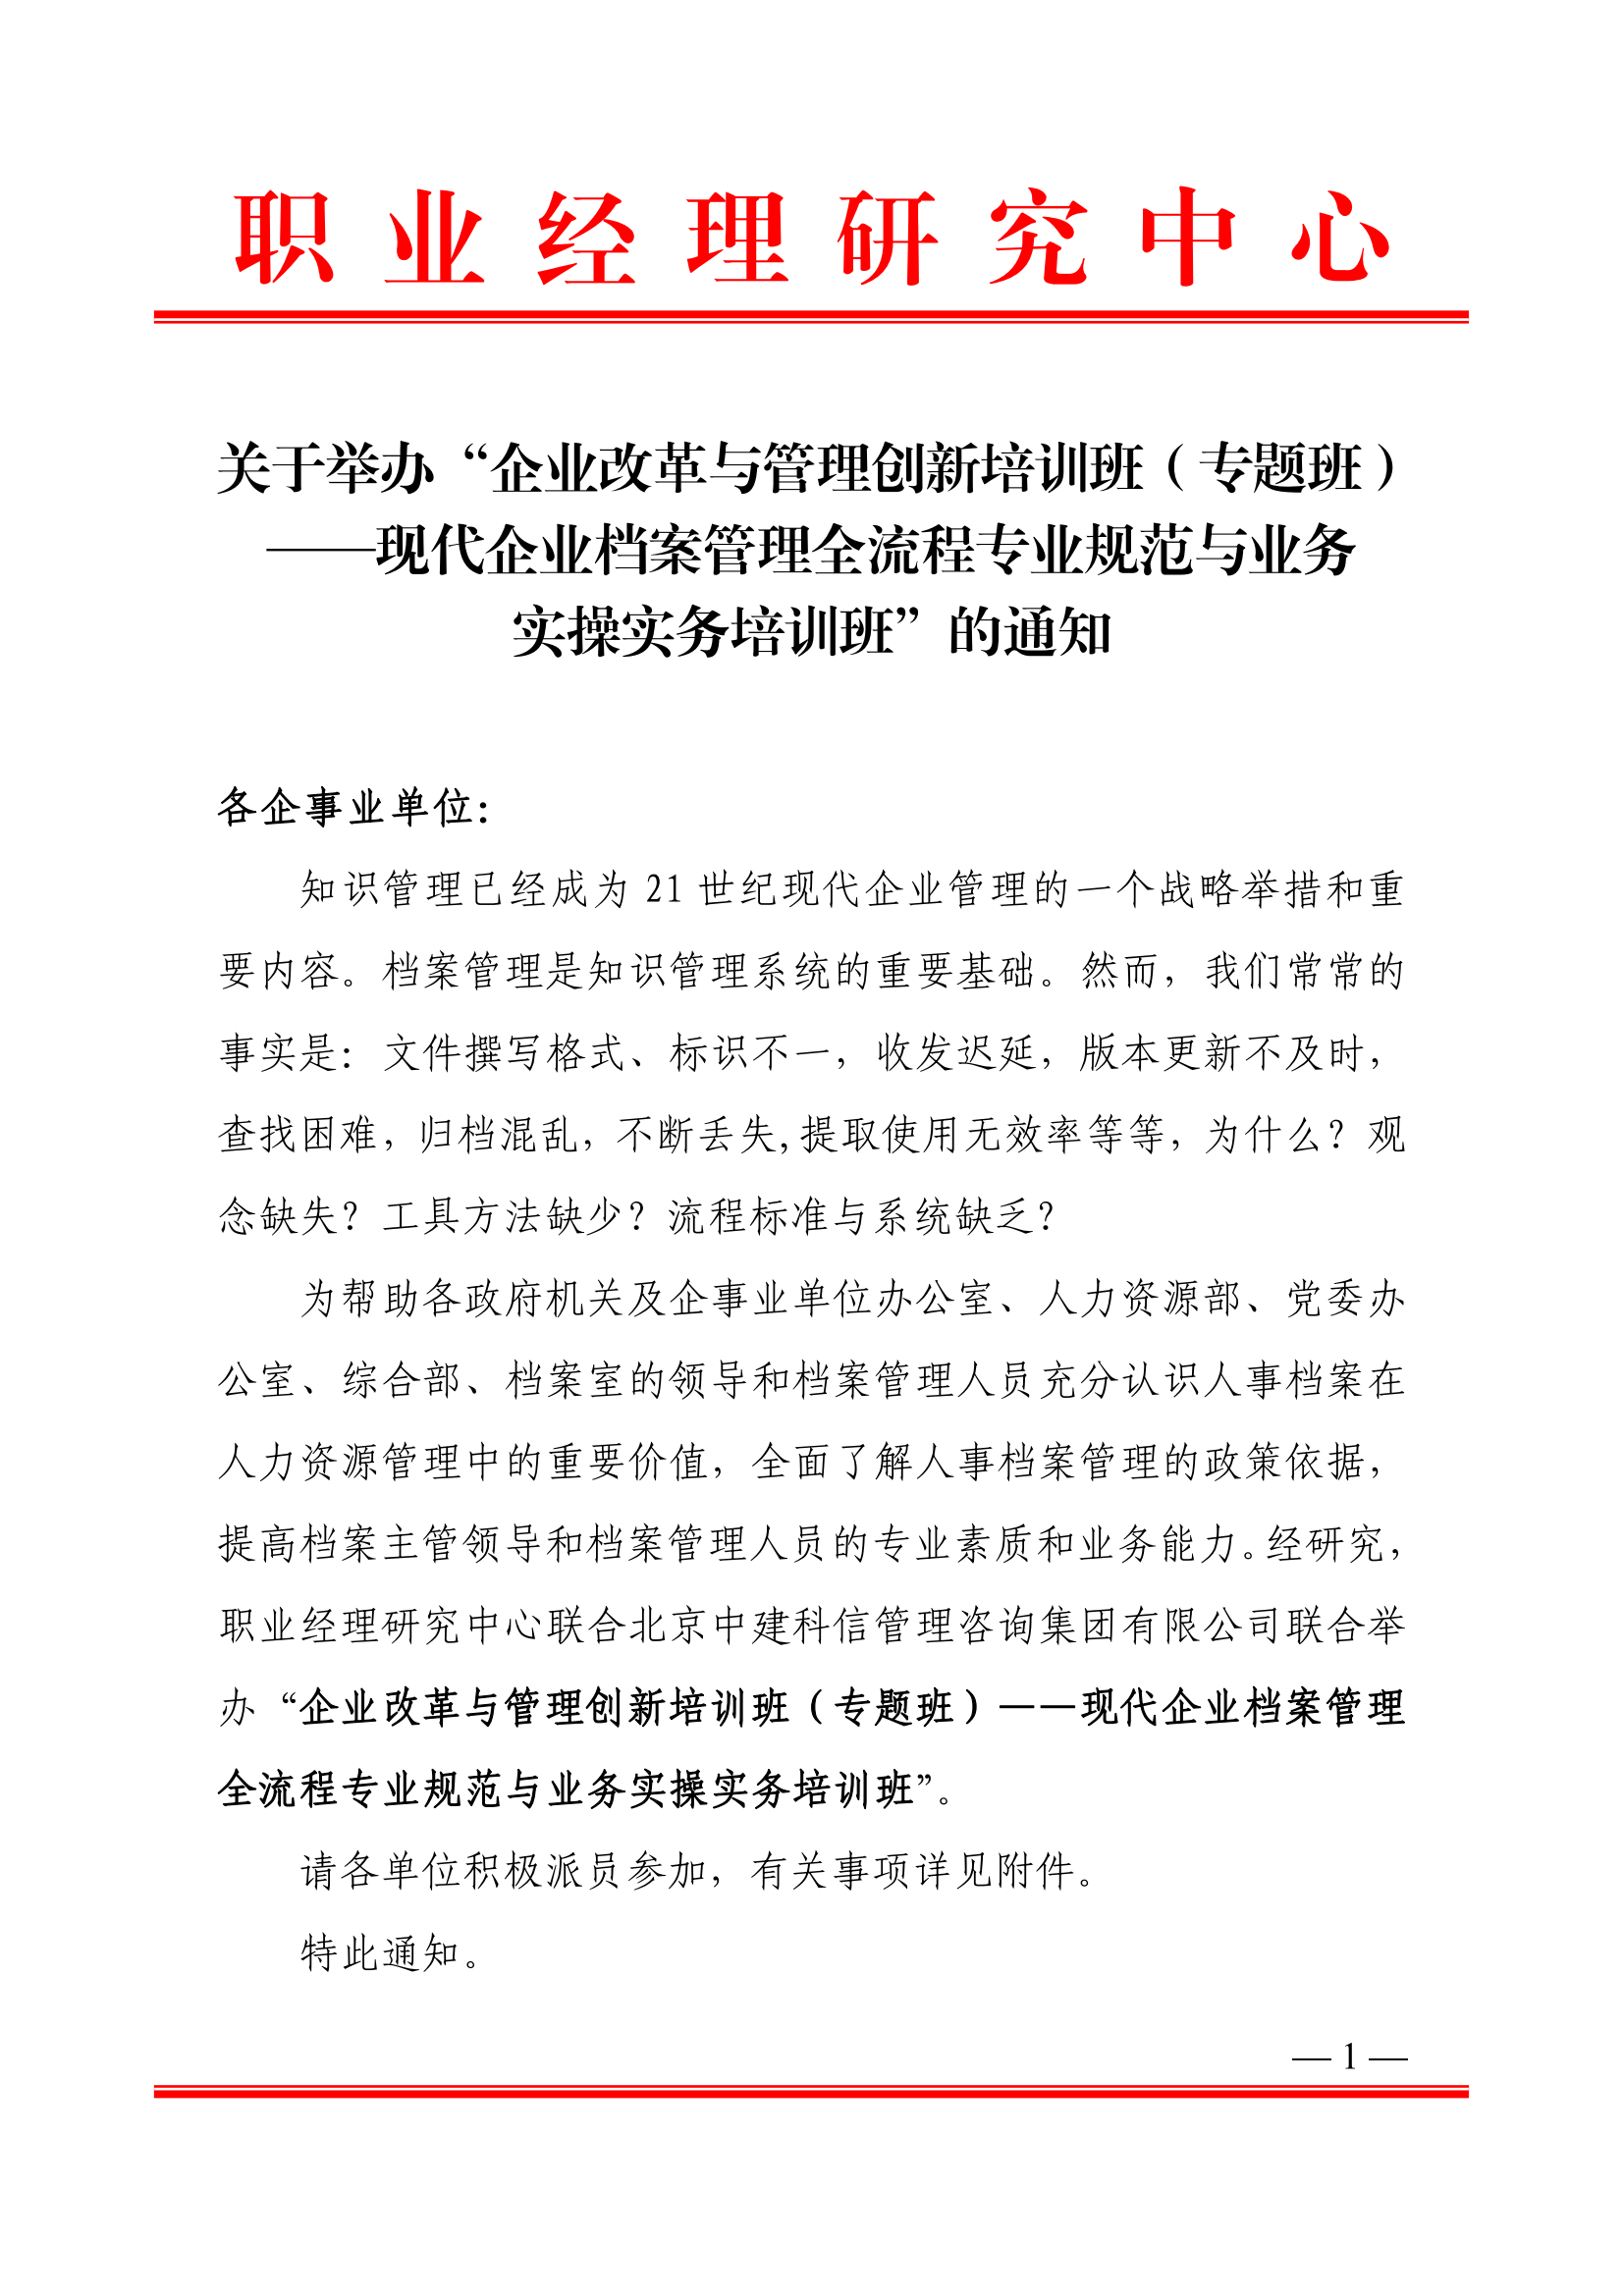 职业经理研究中心
关于举办“企业改革与管理创新培训班（专题班）
——现代企业档案管理全流程专业规范与业务
实操实务培训班”的通知
各企事业单位：
知识管理已经成为 21 世纪现代企业管理的一个战略举措和重
要内容。档案管理是知识管理系统的重要基础。然而，我们常常的
事实是：文件撰写格式、标识不一，收发迟延，版本更新不及时，
查找困难，归档混乱，不断丢失,提取使用无效率等等，为什么？观
念缺失？工具方法缺少？流程标准与系统缺乏？
为帮助各政府机关及企事业单位办公室、人力资源部、党委办
公室、综合部、档案室的领导和档案管理人员充分认识人事档案在
人力资源管理中的重要价值，全面了解人事档案管理的政策依据，
提高档案主管领导和档案管理人员的专业素质和业务能力。经研究，
职业经理研究中心联合北京中建科信管理咨询集团有限公司联合举
办“企业改革与管理创新培训班（专题班）——现代企业档案管理
全流程专业规范与业务实操实务培训班”。
请各单位积极派员参加，有关事项详见附件。
特此通知。
— 1 —